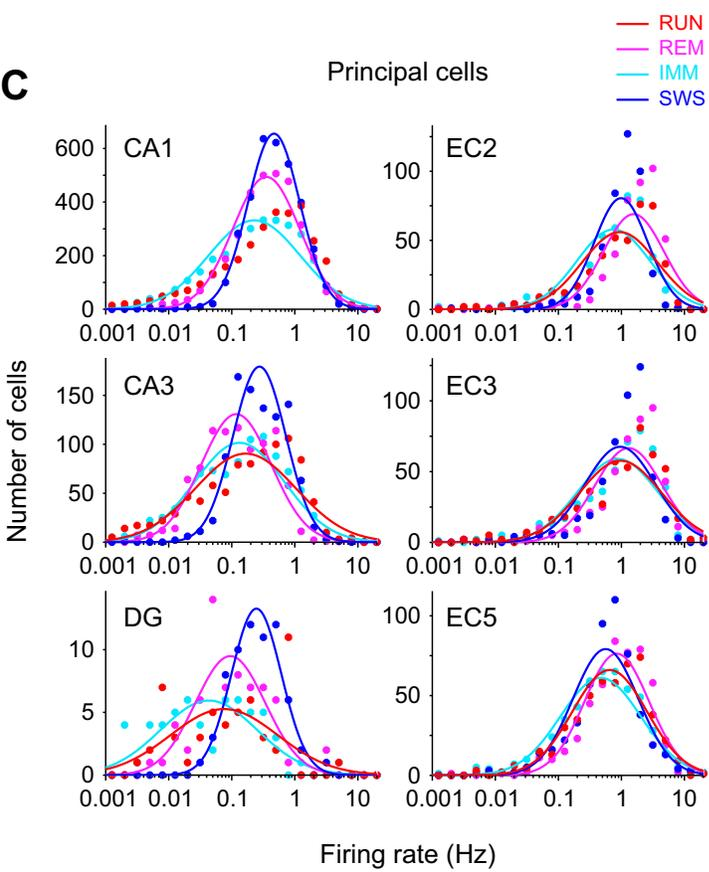 RUN
REM
IMM
SWS
C
Principal cells
CA1
600
400
200
0
0.001 0.01 0.1 1 10
EC2
100
50
0
0.001 0.01 0.1 1 10
Number of cells
CA3
150
100
50
0
0.001 0.01 0.1 1 10
EC3
100
50
0
0.001 0.01 0.1 1 10
DG
10
5
0
0.001 0.01 0.1 1 10
EC5
100
50
0
0.001 0.01 0.1 1 10
Firing rate (Hz)